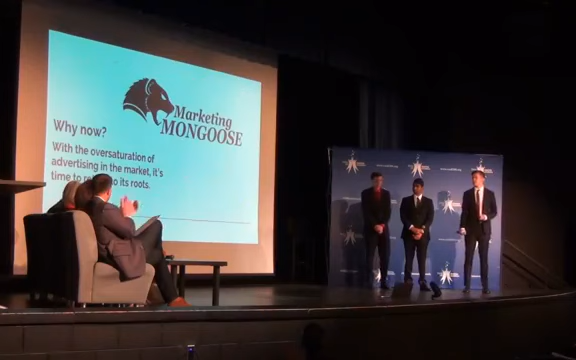 Marketing
MONGOOSE
Why now?
With the oversaturation of
advertising in the market, it's
time to its roots.